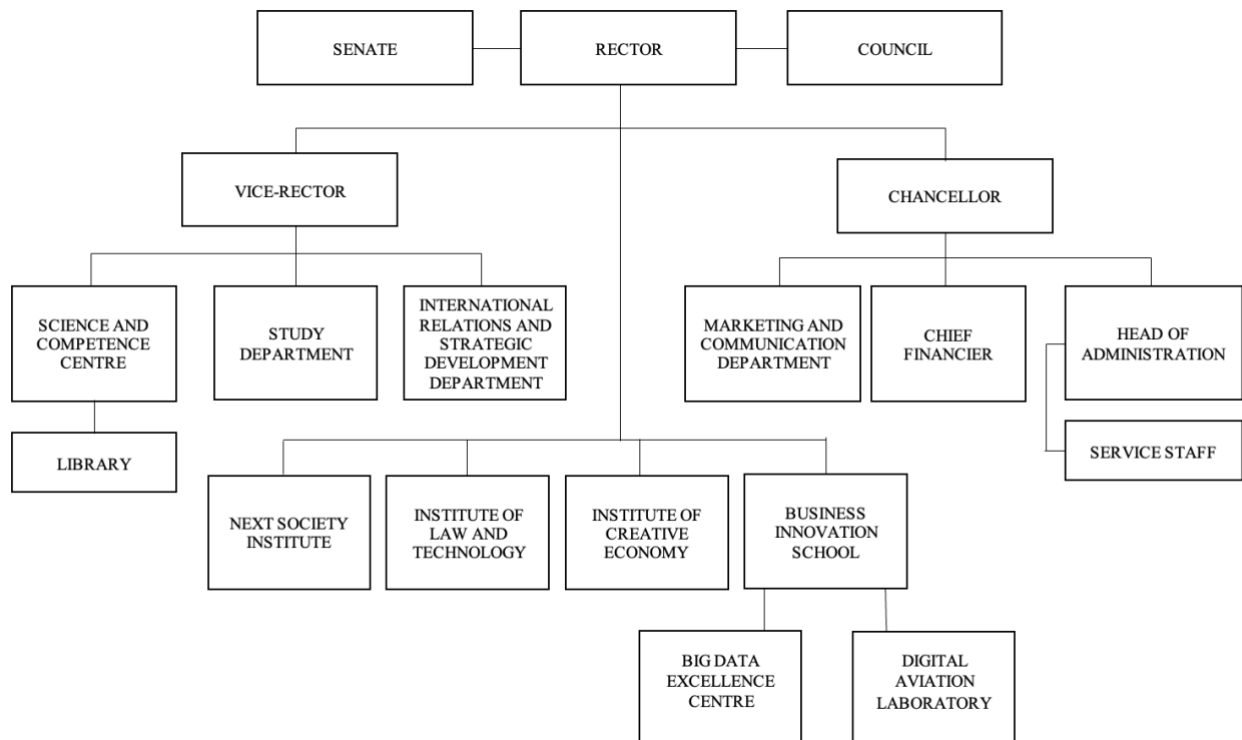 SENATE
RECTOR
COUNCIL
VICE-RECTOR
CHANCELLOR
SCIENCE AND
COMPETENCE
CENTRE
STUDY
DEPARTMENT
INTERNATIONAL
RELATIONS AND
STRATEGIC
DEVELOPMENT
DEPARTMENT
MARKETING AND
COMMUNICATION
DEPARTMENT
CHIEF
FINANCIER
HEAD OF
ADMINISTRATION
LIBRARY
SERVICE STAFF
NEXT SOCIETY
INSTITUTE
INSTITUTE OF
LAW AND
TECHNOLOGY
INSTITUTE OF
CREATIVE
ECONOMY
BUSINESS
INNOVATION
SCHOOL
BIG DATA
EXCELLENCE
CENTRE
DIGITAL
AVIATION
LABORATORY